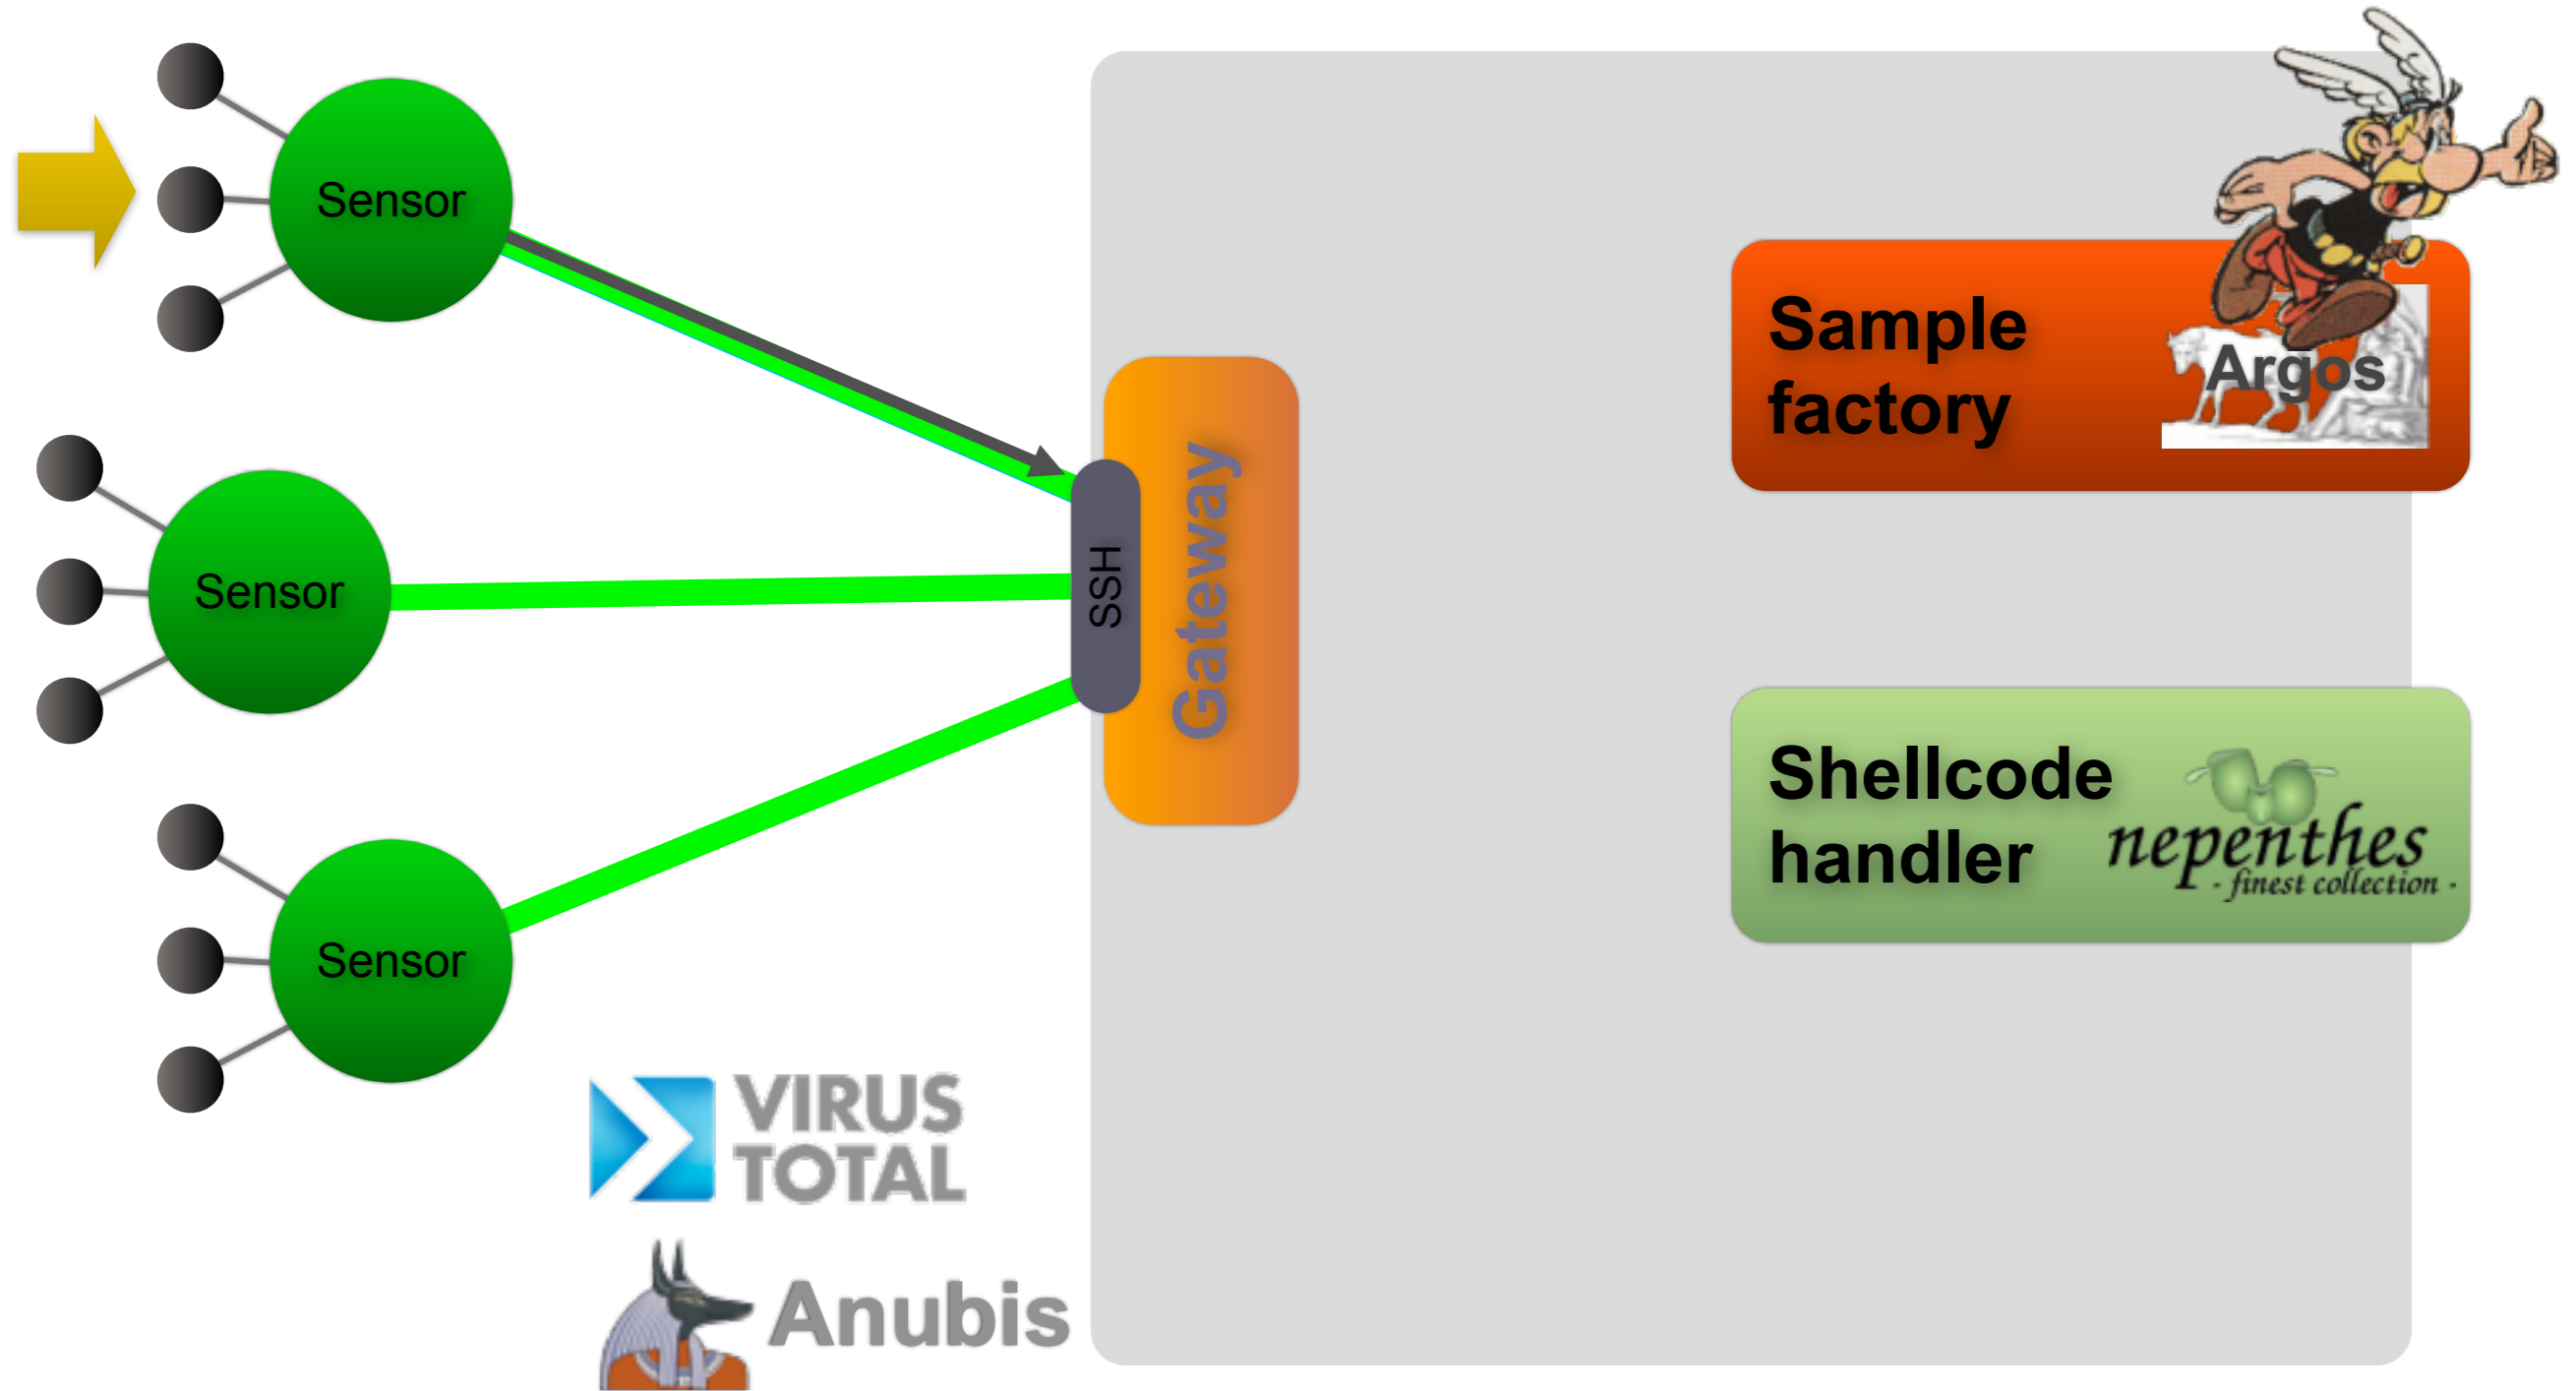 Sensor
Sensor
Sensor
SSH
Gateway
Sample
factory
Argos
Shellcode
handler
nepenthes
- finest collection -
VIRUS
TOTAL
Anubis